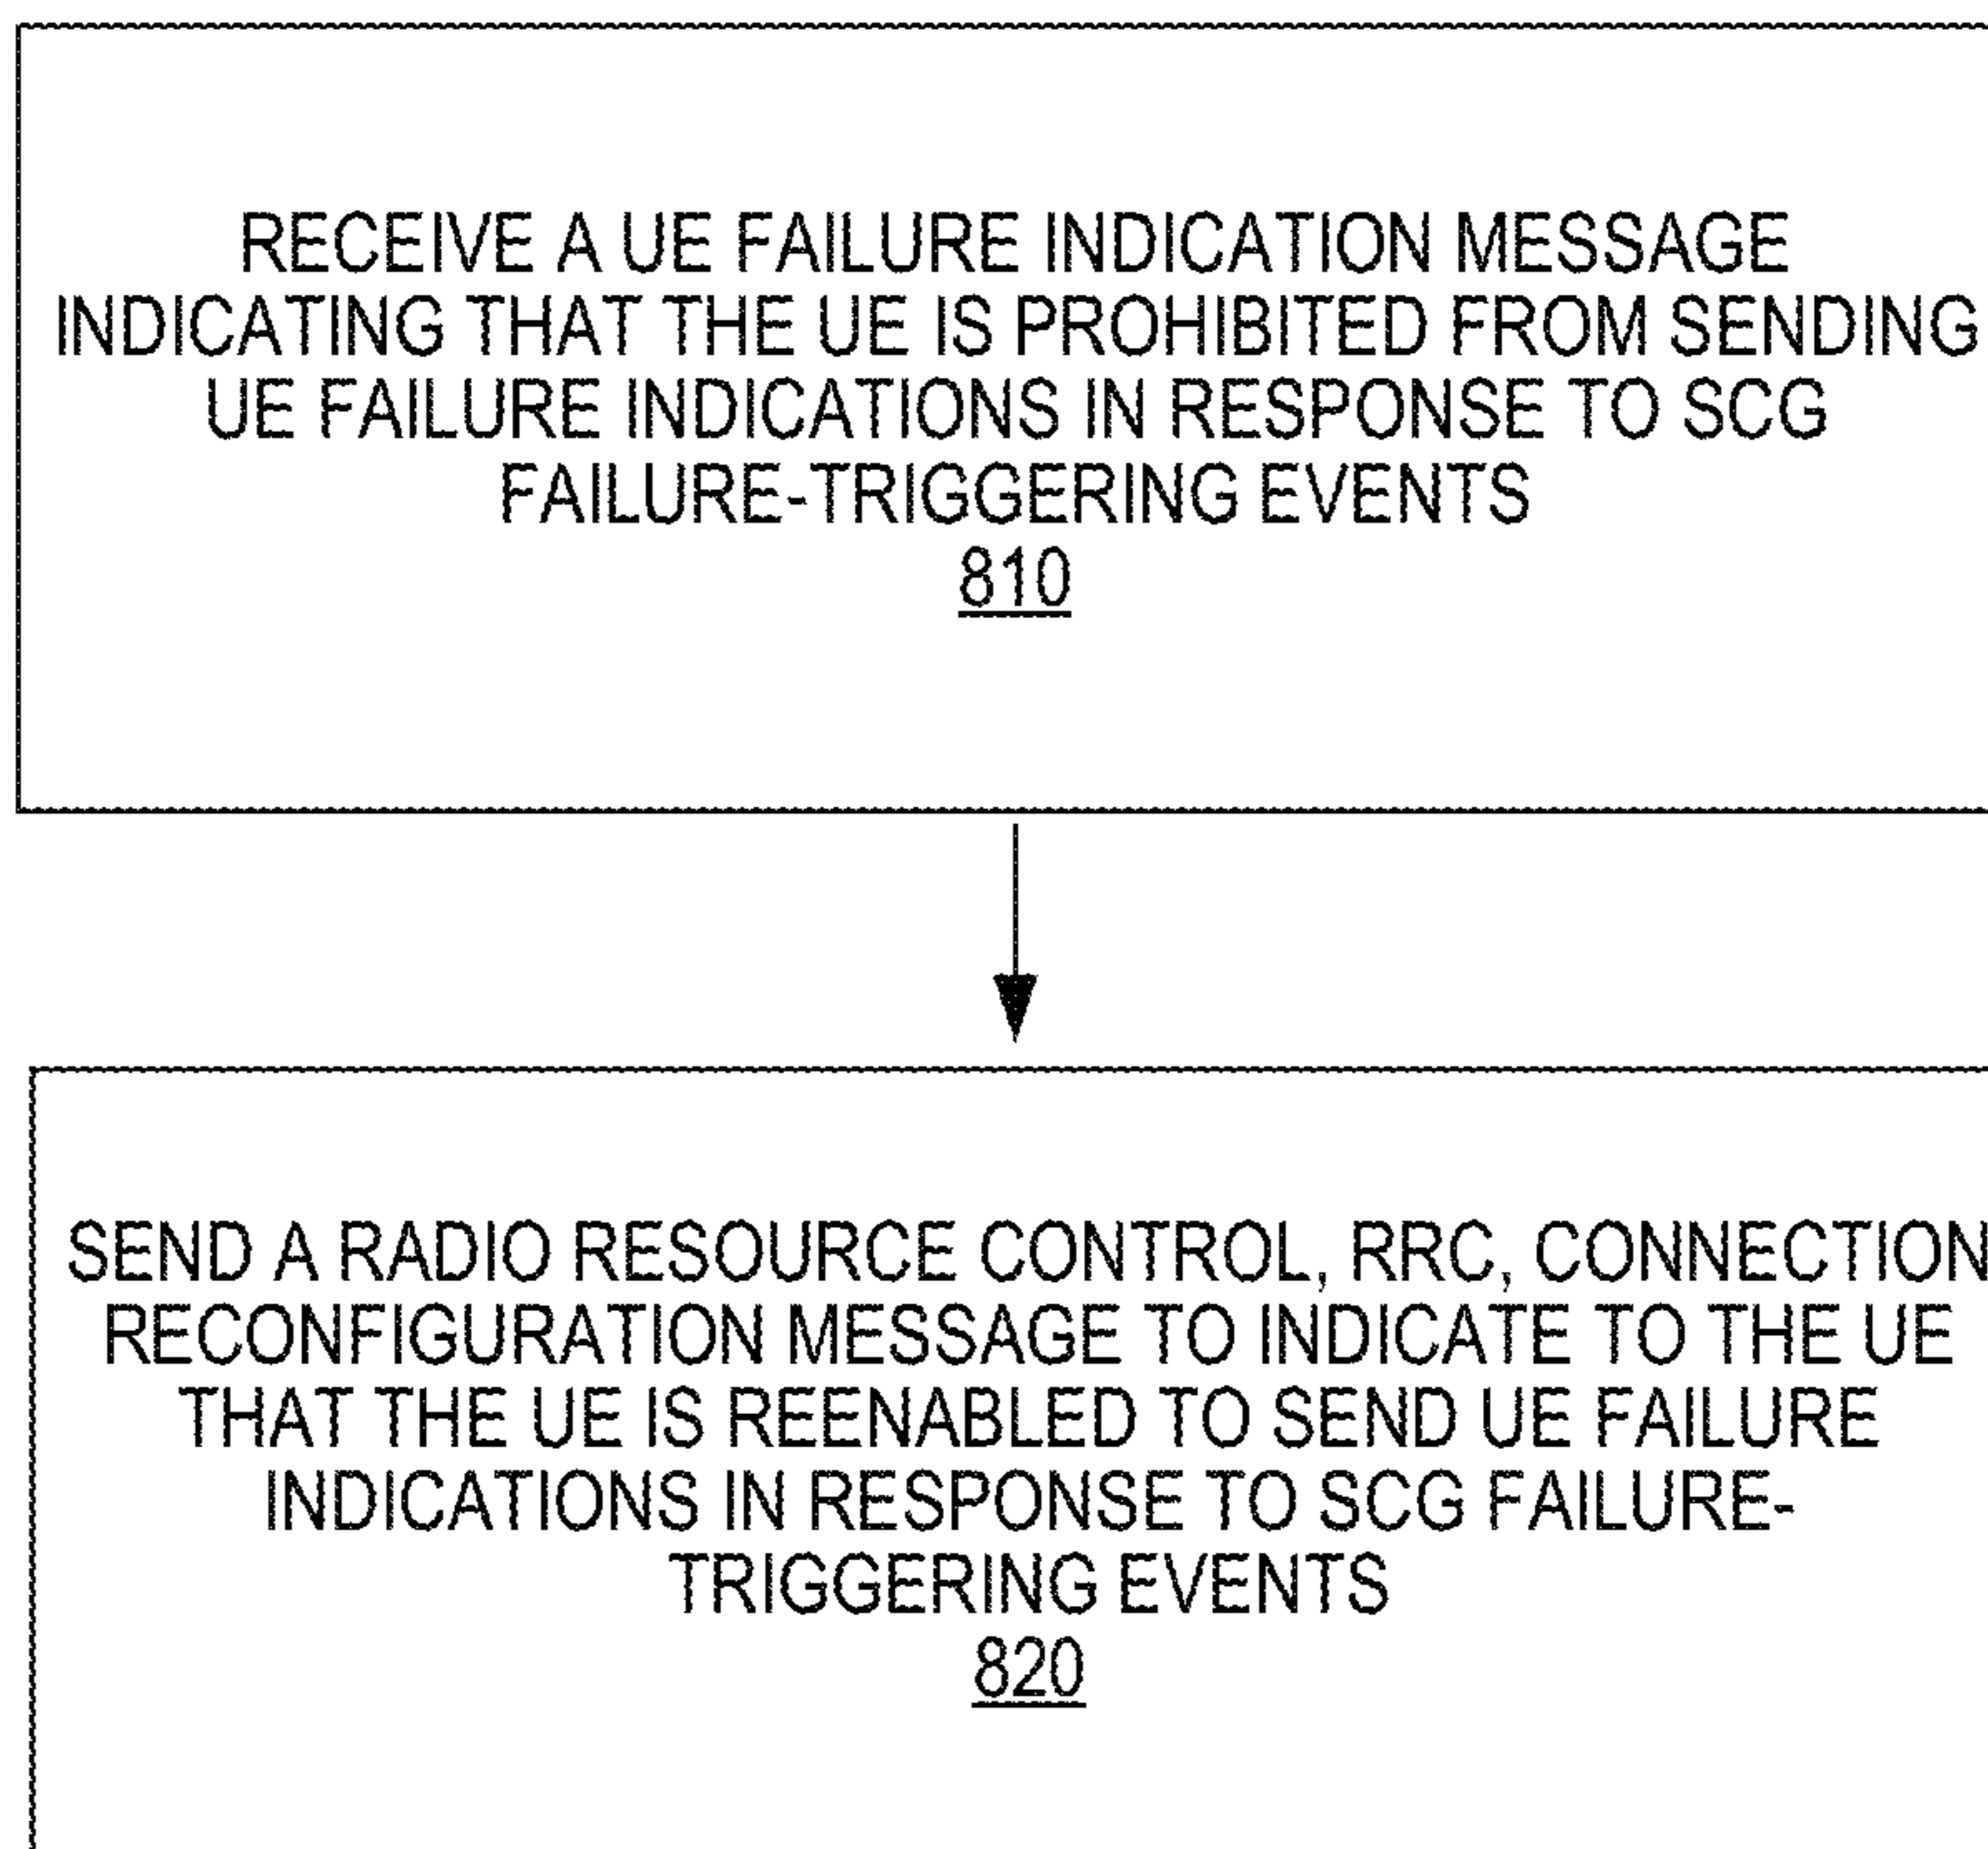 RECEIVE A UE FAILURE INDICATION MESSAGE
INDICATING THAT THE UE IS PROHIBITED FROM SENDING
UE FAILURE INDICATIONS IN RESPONSE TO SCG
FAILURE-TRIGGERING EVENTS
810
SEND A RADIO RESOURCE CONTROL, RRC, CONNECTION
RECONFIGURATION MESSAGE TO INDICATE TO THE UE
THAT THE UE IS REENABLED TO SEND UE FAILURE
INDICATIONS IN RESPONSE TO SCG FAILURE-
TRIGGERING EVENTS
820